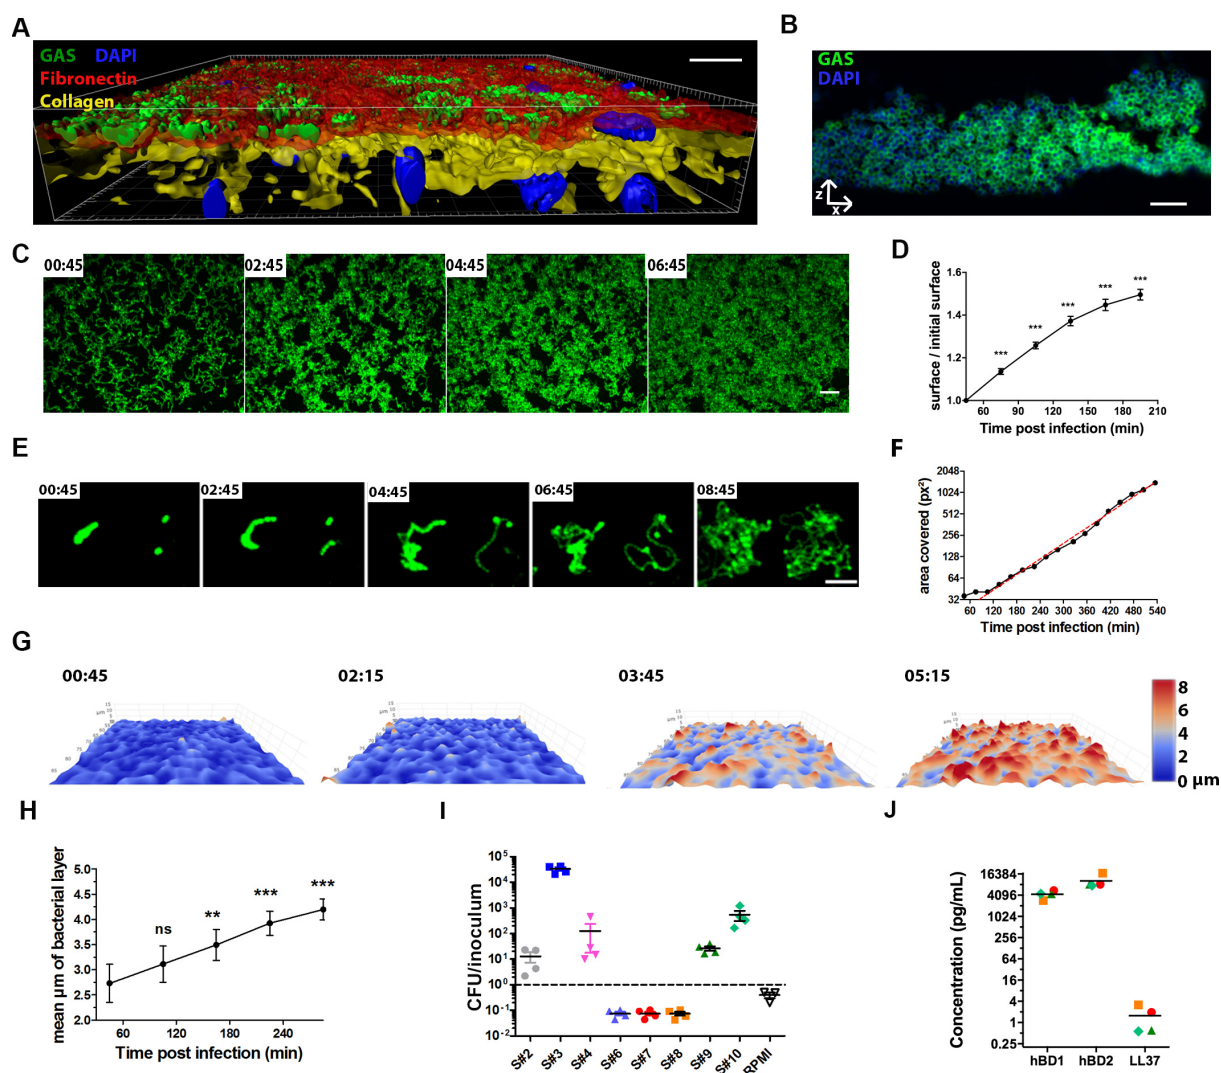 A
GAS DAPI
Fibronectin
Collagen
B
GAS
DAPI
z
x
C
00:45
02:45
04:45
06:45
D
surface / initial surface
1.6
1.4
1.2
1.0
***
***
***
***
***
60 90 120 150 180 210
Time post infection (min)
E
00:45
02:45
04:45
06:45
08:45
F
area covered (px²)
2048
1024
512
256
128
64
32
60 120 180 240 300 360 420 480 540
Time post infection (min)
G
00:45
02:15
03:45
05:15
8
6
4
2
0 µm
H
mean µm of bacterial layer
5.0
4.5
4.0
3.5
3.0
2.5
2.0
ns
**
***
***
60 120 180 240
Time post infection (min)
I
CFU/inoculum
10⁵
10⁴
10³
10²
10¹
10⁰
10⁻¹
10⁻²
S#2 S#3 S#4 S#6 S#7 S#8 S#9 S#10 RPMI
J
Concentration (pg/mL)
16384
4096
1024
256
64
16
4
1
0.25
hBD1 hBD2 LL37